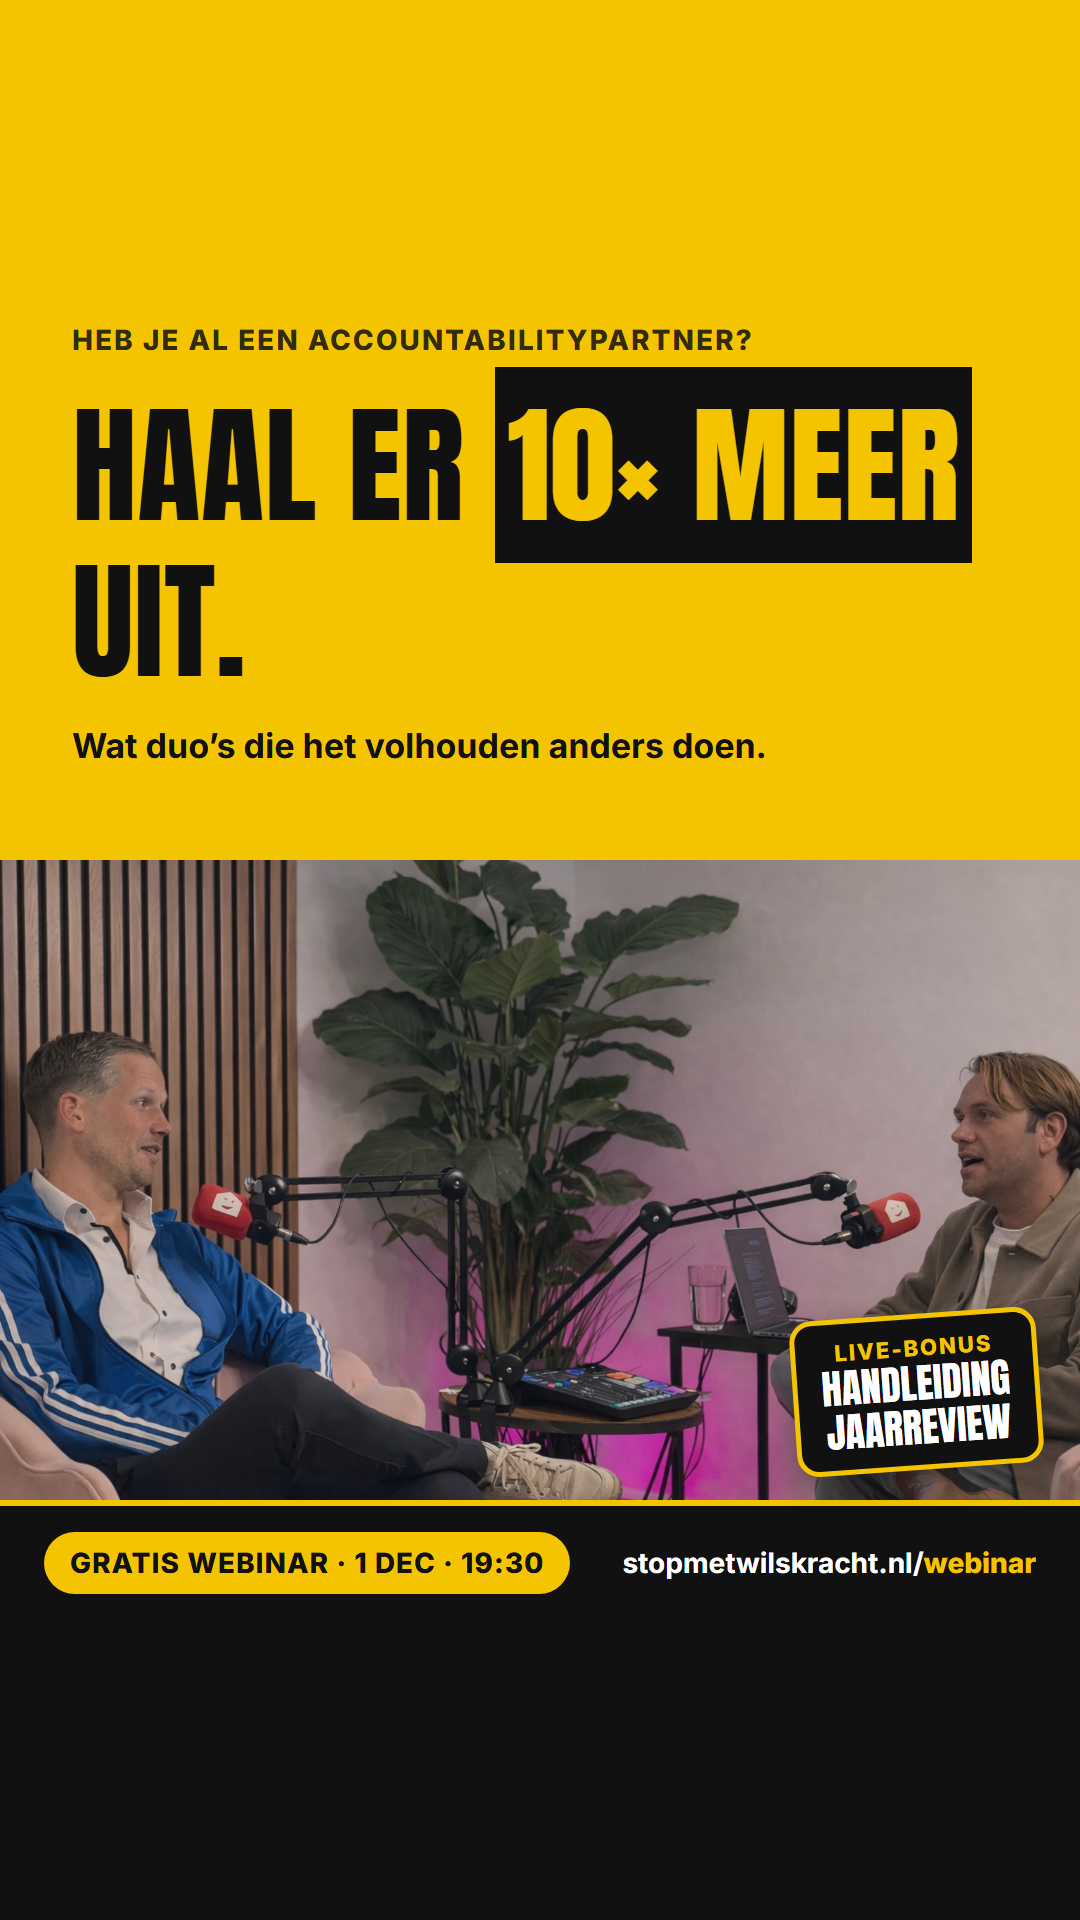 HEB JE AL EEN ACCOUNTABILITYPARTNER?
HAAL ER 10× MEER
UIT.
Wat duo’s die het volhouden anders doen.
LIVE-BONUS
HANDLEIDING
JAARREVIEW
GRATIS WEBINAR · 1 DEC · 19:30
stopmetwilskracht.nl/webinar